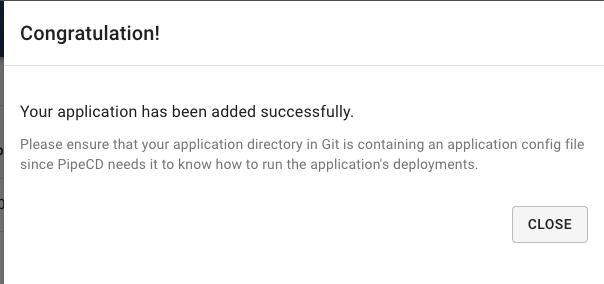 Congratulation!
Your application has been added successfully.
Please ensure that your application directory in Git is containing an application config file
since PipeCD needs it to know how to run the application's deployments.
CLOSE